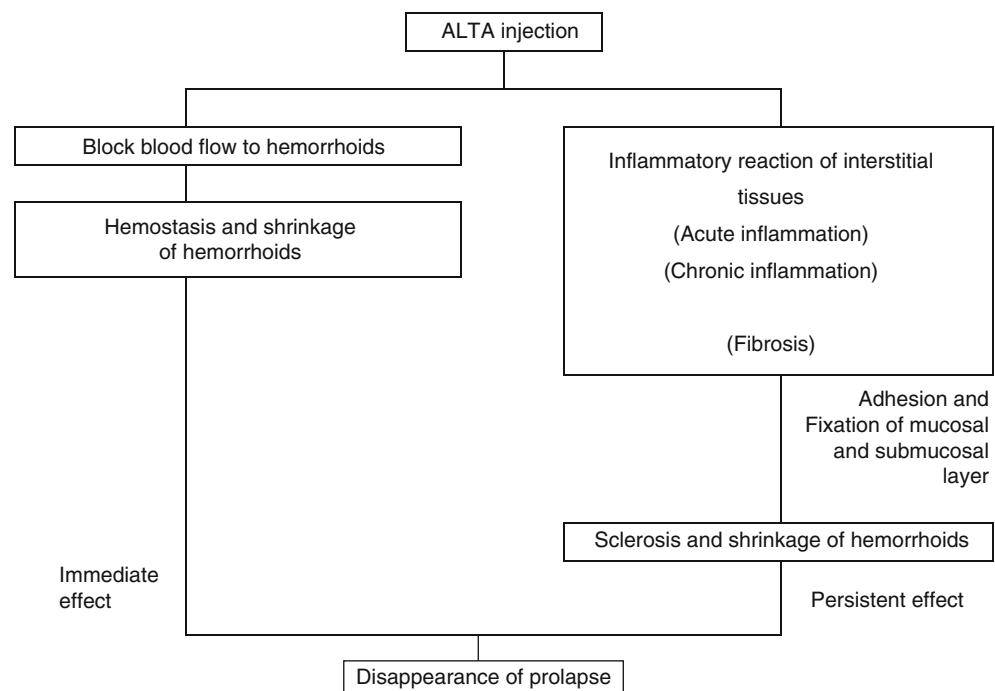 ALTA injection
Block blood flow to hemorrhoids
Hemostasis and shrinkage
of hemorrhoids
Inflammatory reaction of interstitial
tissues
(Acute inflammation)
(Chronic inflammation)
(Fibrosis)
Adhesion and
Fixation of mucosal
and submucosal
layer
Sclerosis and shrinkage of hemorrhoids
Immediate
effect
Persistent effect
Disappearance of prolapse